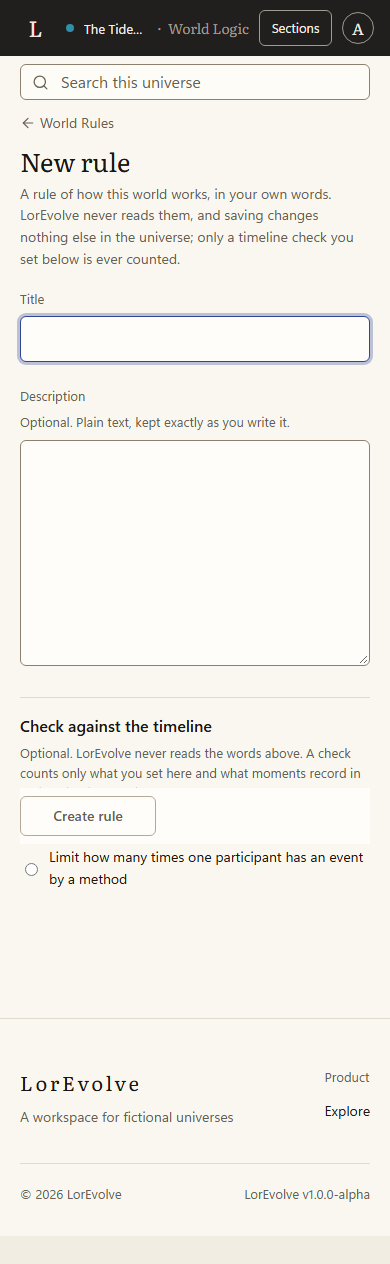 L
The Tide…
· World Logic
Sections
A
Search this universe
← World Rules
New rule
A rule of how this world works, in your own words.
LorEvolve never reads them, and saving changes
nothing else in the universe; only a timeline check you
set below is ever counted.
Title
Description
Optional. Plain text, kept exactly as you write it.
Check against the timeline
Optional. LorEvolve never reads the words above. A check
counts only what you set here and what moments record in
Create rule
Limit how many times one participant has an event
by a method
LorEvolve
A workspace for fictional universes
Product
Explore
© 2026 LorEvolve
LorEvolve v1.0.0-alpha